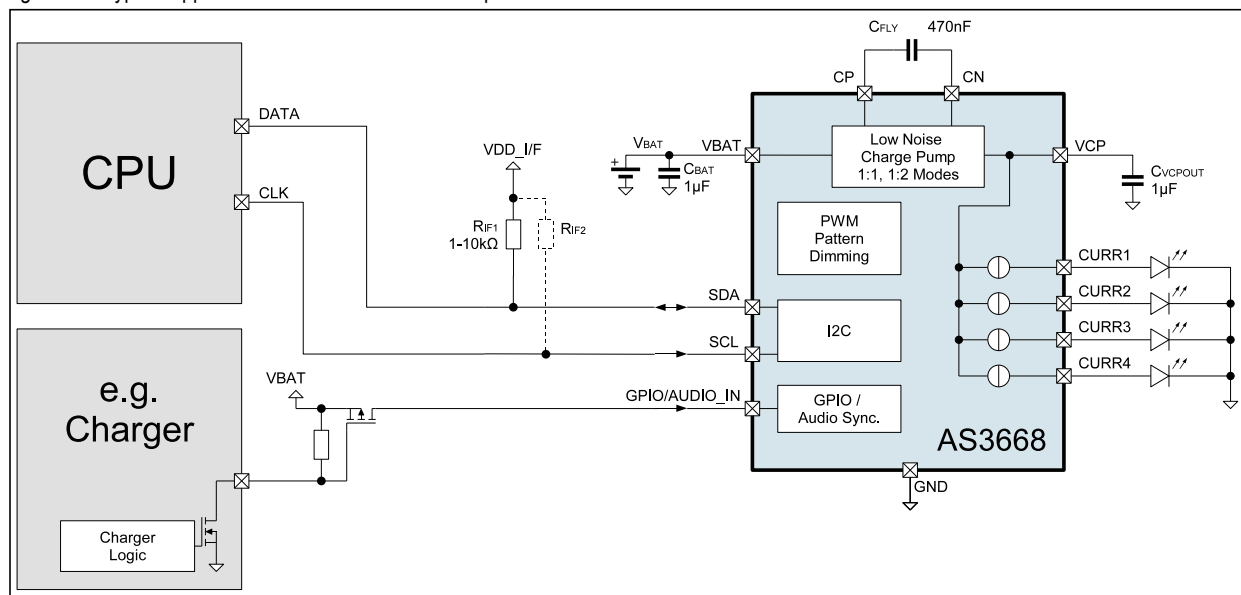 CPU
DATA
CLK
VDD_I/F
RIF1
1-10kΩ
RIF2
CFLY 470nF
CP
CN
VBAT
VBAT
CBAT
1µF
Low Noise
Charge Pump
1:1, 1:2 Modes
VCP
CVCPOUT
1µF
PWM
Pattern
Dimming
CURR1
CURR2
CURR3
CURR4
SDA
SCL
I2C
e.g.
Charger
VBAT
GPIO/AUDIO_IN
GPIO /
Audio Sync.
AS3668
GND
Charger
Logic